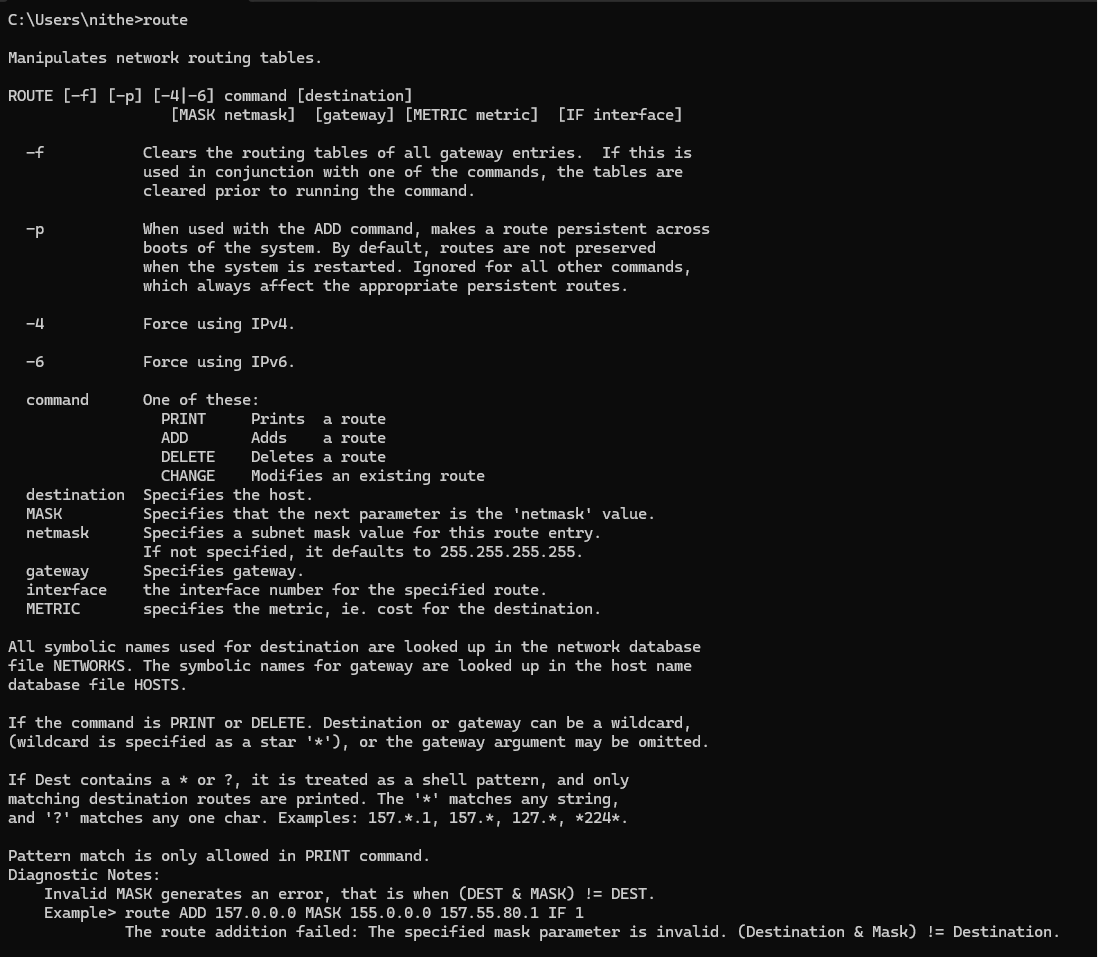 C:\Users\nithe>route
Manipulates network routing tables.
ROUTE [-f] [-p] [-4|-6] command [destination]
                  [MASK netmask]  [gateway] [METRIC metric]  [IF interface]
  -f           Clears the routing tables of all gateway entries.  If this is
               used in conjunction with one of the commands, the tables are
               cleared prior to running the command.
  -p           When used with the ADD command, makes a route persistent across
               boots of the system. By default, routes are not preserved
               when the system is restarted. Ignored for all other commands,
               which always affect the appropriate persistent routes.
  -4           Force using IPv4.
  -6           Force using IPv6.
  command      One of these:
                 PRINT     Prints  a route
                 ADD       Adds    a route
                 DELETE    Deletes a route
                 CHANGE    Modifies an existing route
  destination  Specifies the host.
  MASK         Specifies that the next parameter is the 'netmask' value.
  netmask      Specifies a subnet mask value for this route entry.
               If not specified, it defaults to 255.255.255.255.
  gateway      Specifies gateway.
  interface    the interface number for the specified route.
  METRIC       specifies the metric, ie. cost for the destination.
All symbolic names used for destination are looked up in the network database
file NETWORKS. The symbolic names for gateway are looked up in the host name
database file HOSTS.
If the command is PRINT or DELETE. Destination or gateway can be a wildcard,
(wildcard is specified as a star '*'), or the gateway argument may be omitted.
If Dest contains a * or ?, it is treated as a shell pattern, and only
matching destination routes are printed. The '*' matches any string,
and '?' matches any one char. Examples: 157.*.1, 157.*, 127.*, *224*.
Pattern match is only allowed in PRINT command.
Diagnostic Notes:
    Invalid MASK generates an error, that is when (DEST & MASK) != DEST.
    Example> route ADD 157.0.0.0 MASK 155.0.0.0 157.55.80.1 IF 1
             The route addition failed: The specified mask parameter is invalid. (Destination & Mask) != Destination.